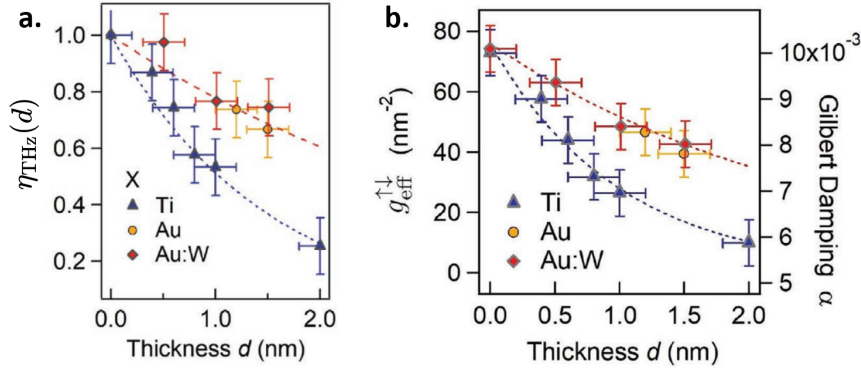 a.
1.0
0.8
0.6
0.4
0.2
ηTHz(d)
X
Ti
Au
Au:W
0.0
1.0
2.0
Thickness d (nm)
b.
80
60
40
20
0
g↑↓eff (nm-2)
Ti
Au
Au:W
0.0
0.5
1.0
1.5
2.0
Thickness d (nm)
10x10-3
9
8
7
6
5
Gilbert Damping α